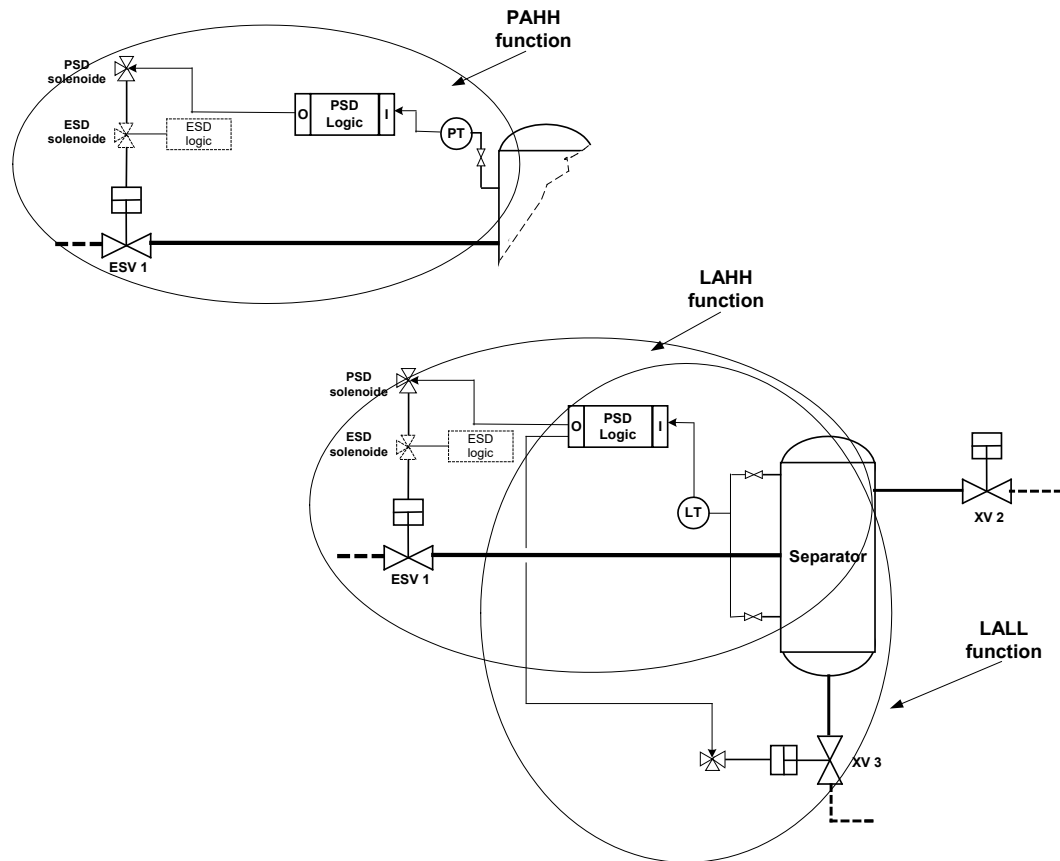 PAHH
function
PSD
solenoide
O
PSD
Logic
I
ESD
solenoide
ESD
logic
PT
ESV 1
LAHH
function
PSD
solenoide
O
PSD
Logic
I
ESD
solenoide
ESD
logic
LT
XV 2
Separator
ESV 1
LALL
function
XV 3